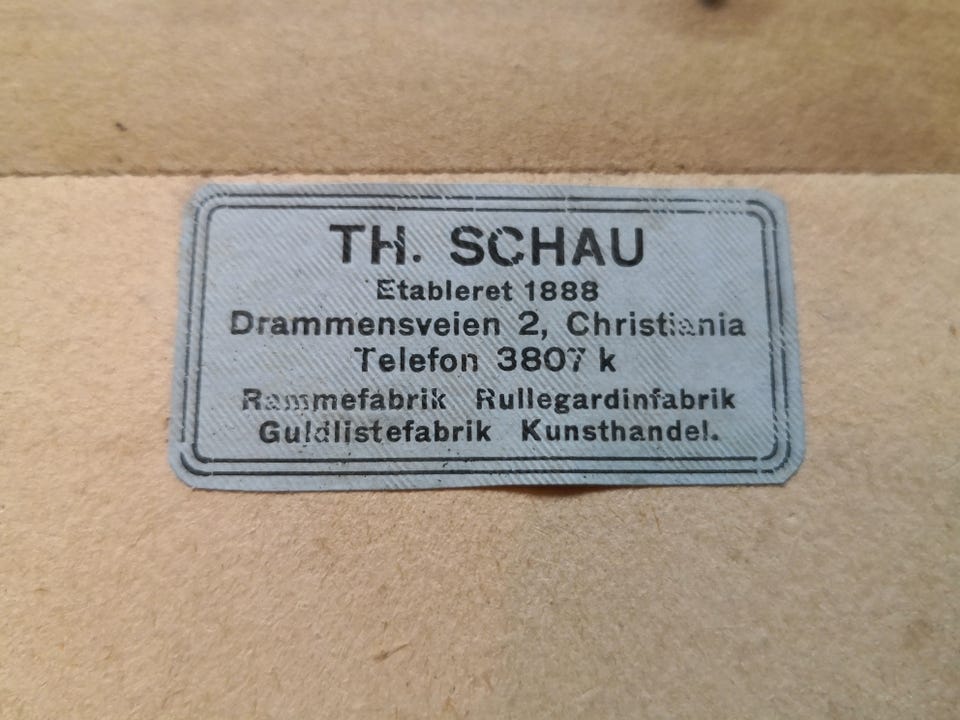 TH. SCHAU
Etableret 1888
Drammensveien 2, Christiania
Telefon 3807 k
Rammefabrik Rullegardinfabrik
Guldlistefabrik Kunsthandel.